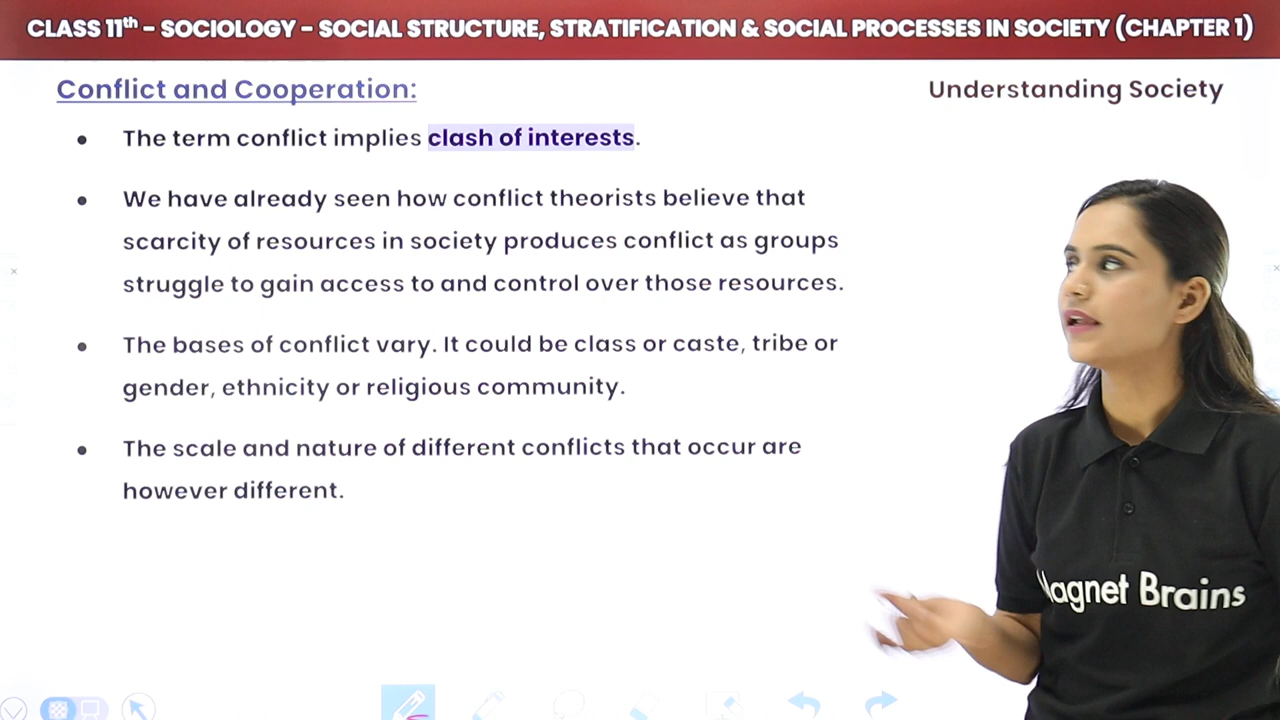 CLASS 11th - SOCIOLOGY - SOCIAL STRUCTURE, STRATIFICATION & SOCIAL PROCESSES IN SOCIETY (CHAPTER 1)
Conflict and Cooperation:
Understanding Society
• The term conflict implies clash of interests.
• We have already seen how conflict theorists believe that
scarcity of resources in society produces conflict as groups
struggle to gain access to and control over those resources.
• The bases of conflict vary. It could be class or caste, tribe or
gender, ethnicity or religious community.
• The scale and nature of different conflicts that occur are
however different.
Magnet Brains